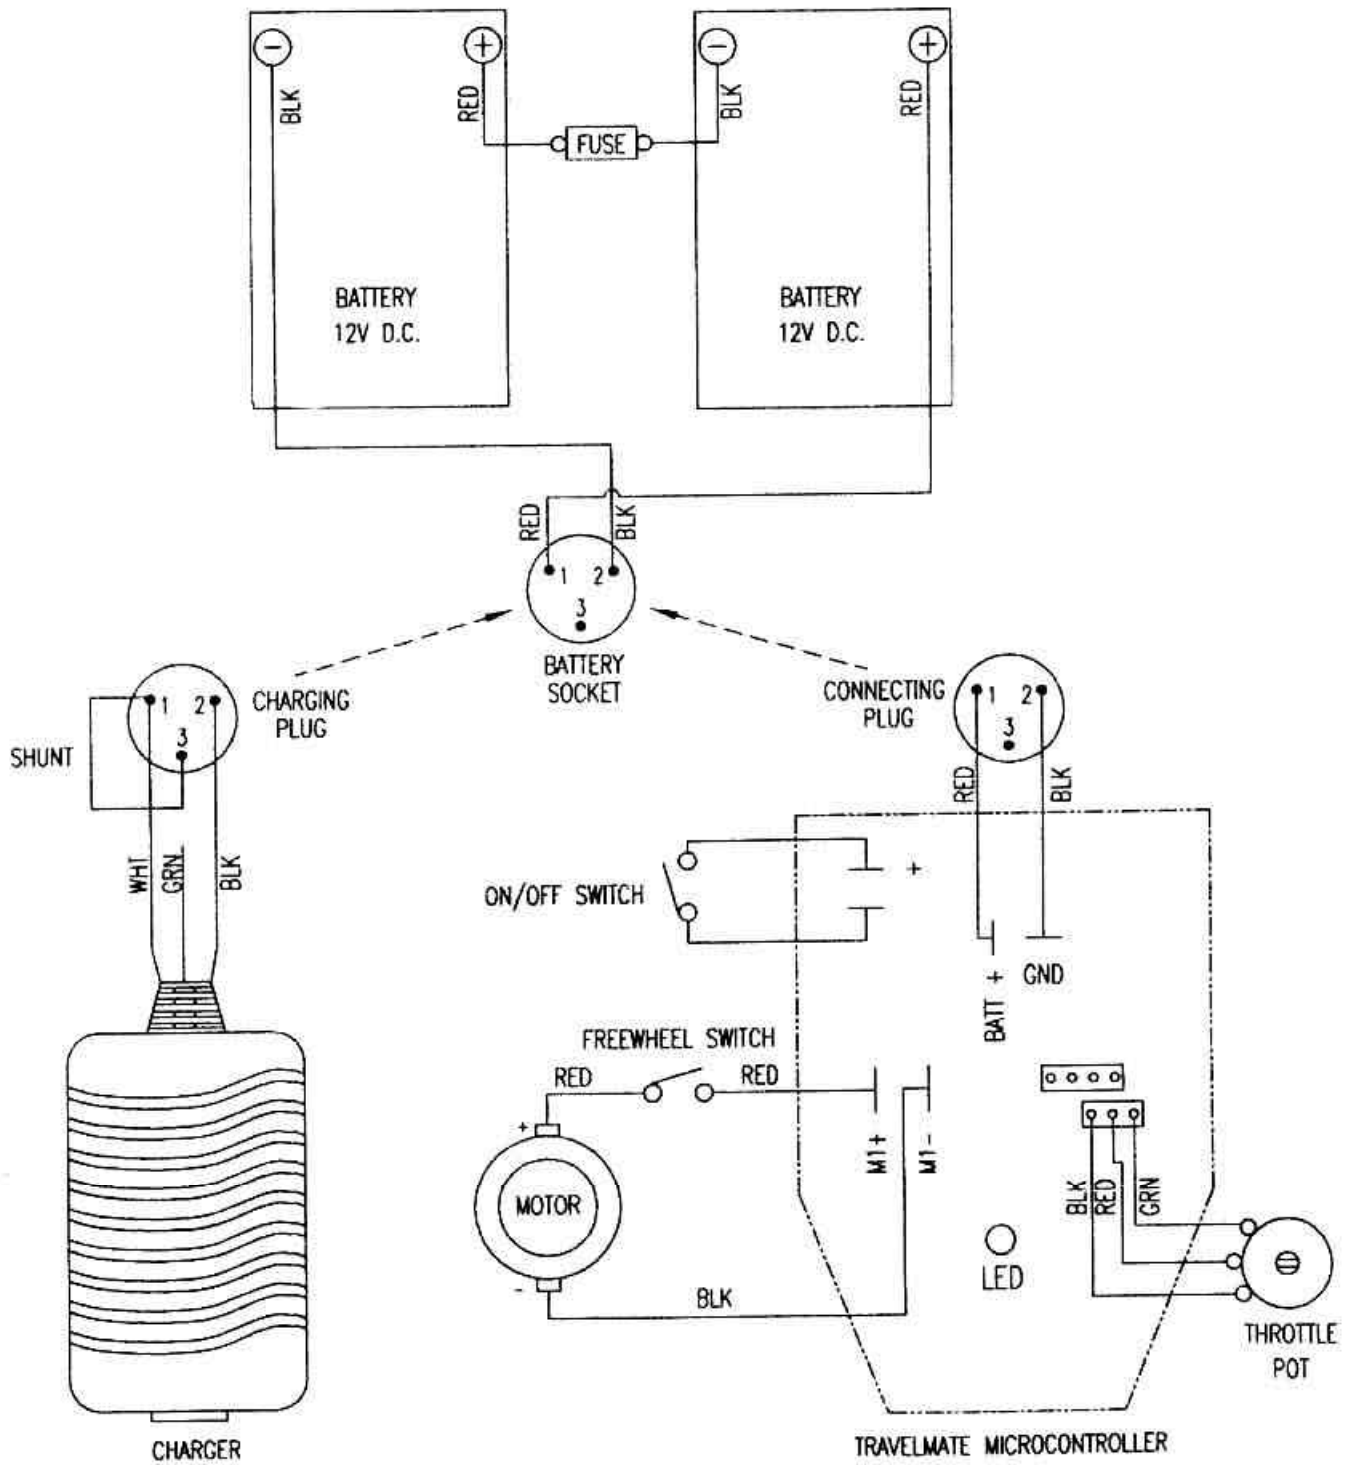 − + − +
BLK RED BLK RED
FUSE
BATTERY
12V D.C.
BATTERY
12V D.C.
RED BLK
1 2
3
BATTERY
SOCKET
1 2
3
CHARGING
PLUG
CONNECTING
PLUG
1 2
3
SHUNT
RED BLK
WHT GRN BLK
ON/OFF SWITCH
+
BATT + GND
FREEWHEEL SWITCH
RED RED
+
MOTOR
-
M1+ M1-
BLK
BLK RED GRN
LED
THROTTLE
POT
CHARGER
TRAVELMATE MICROCONTROLLER